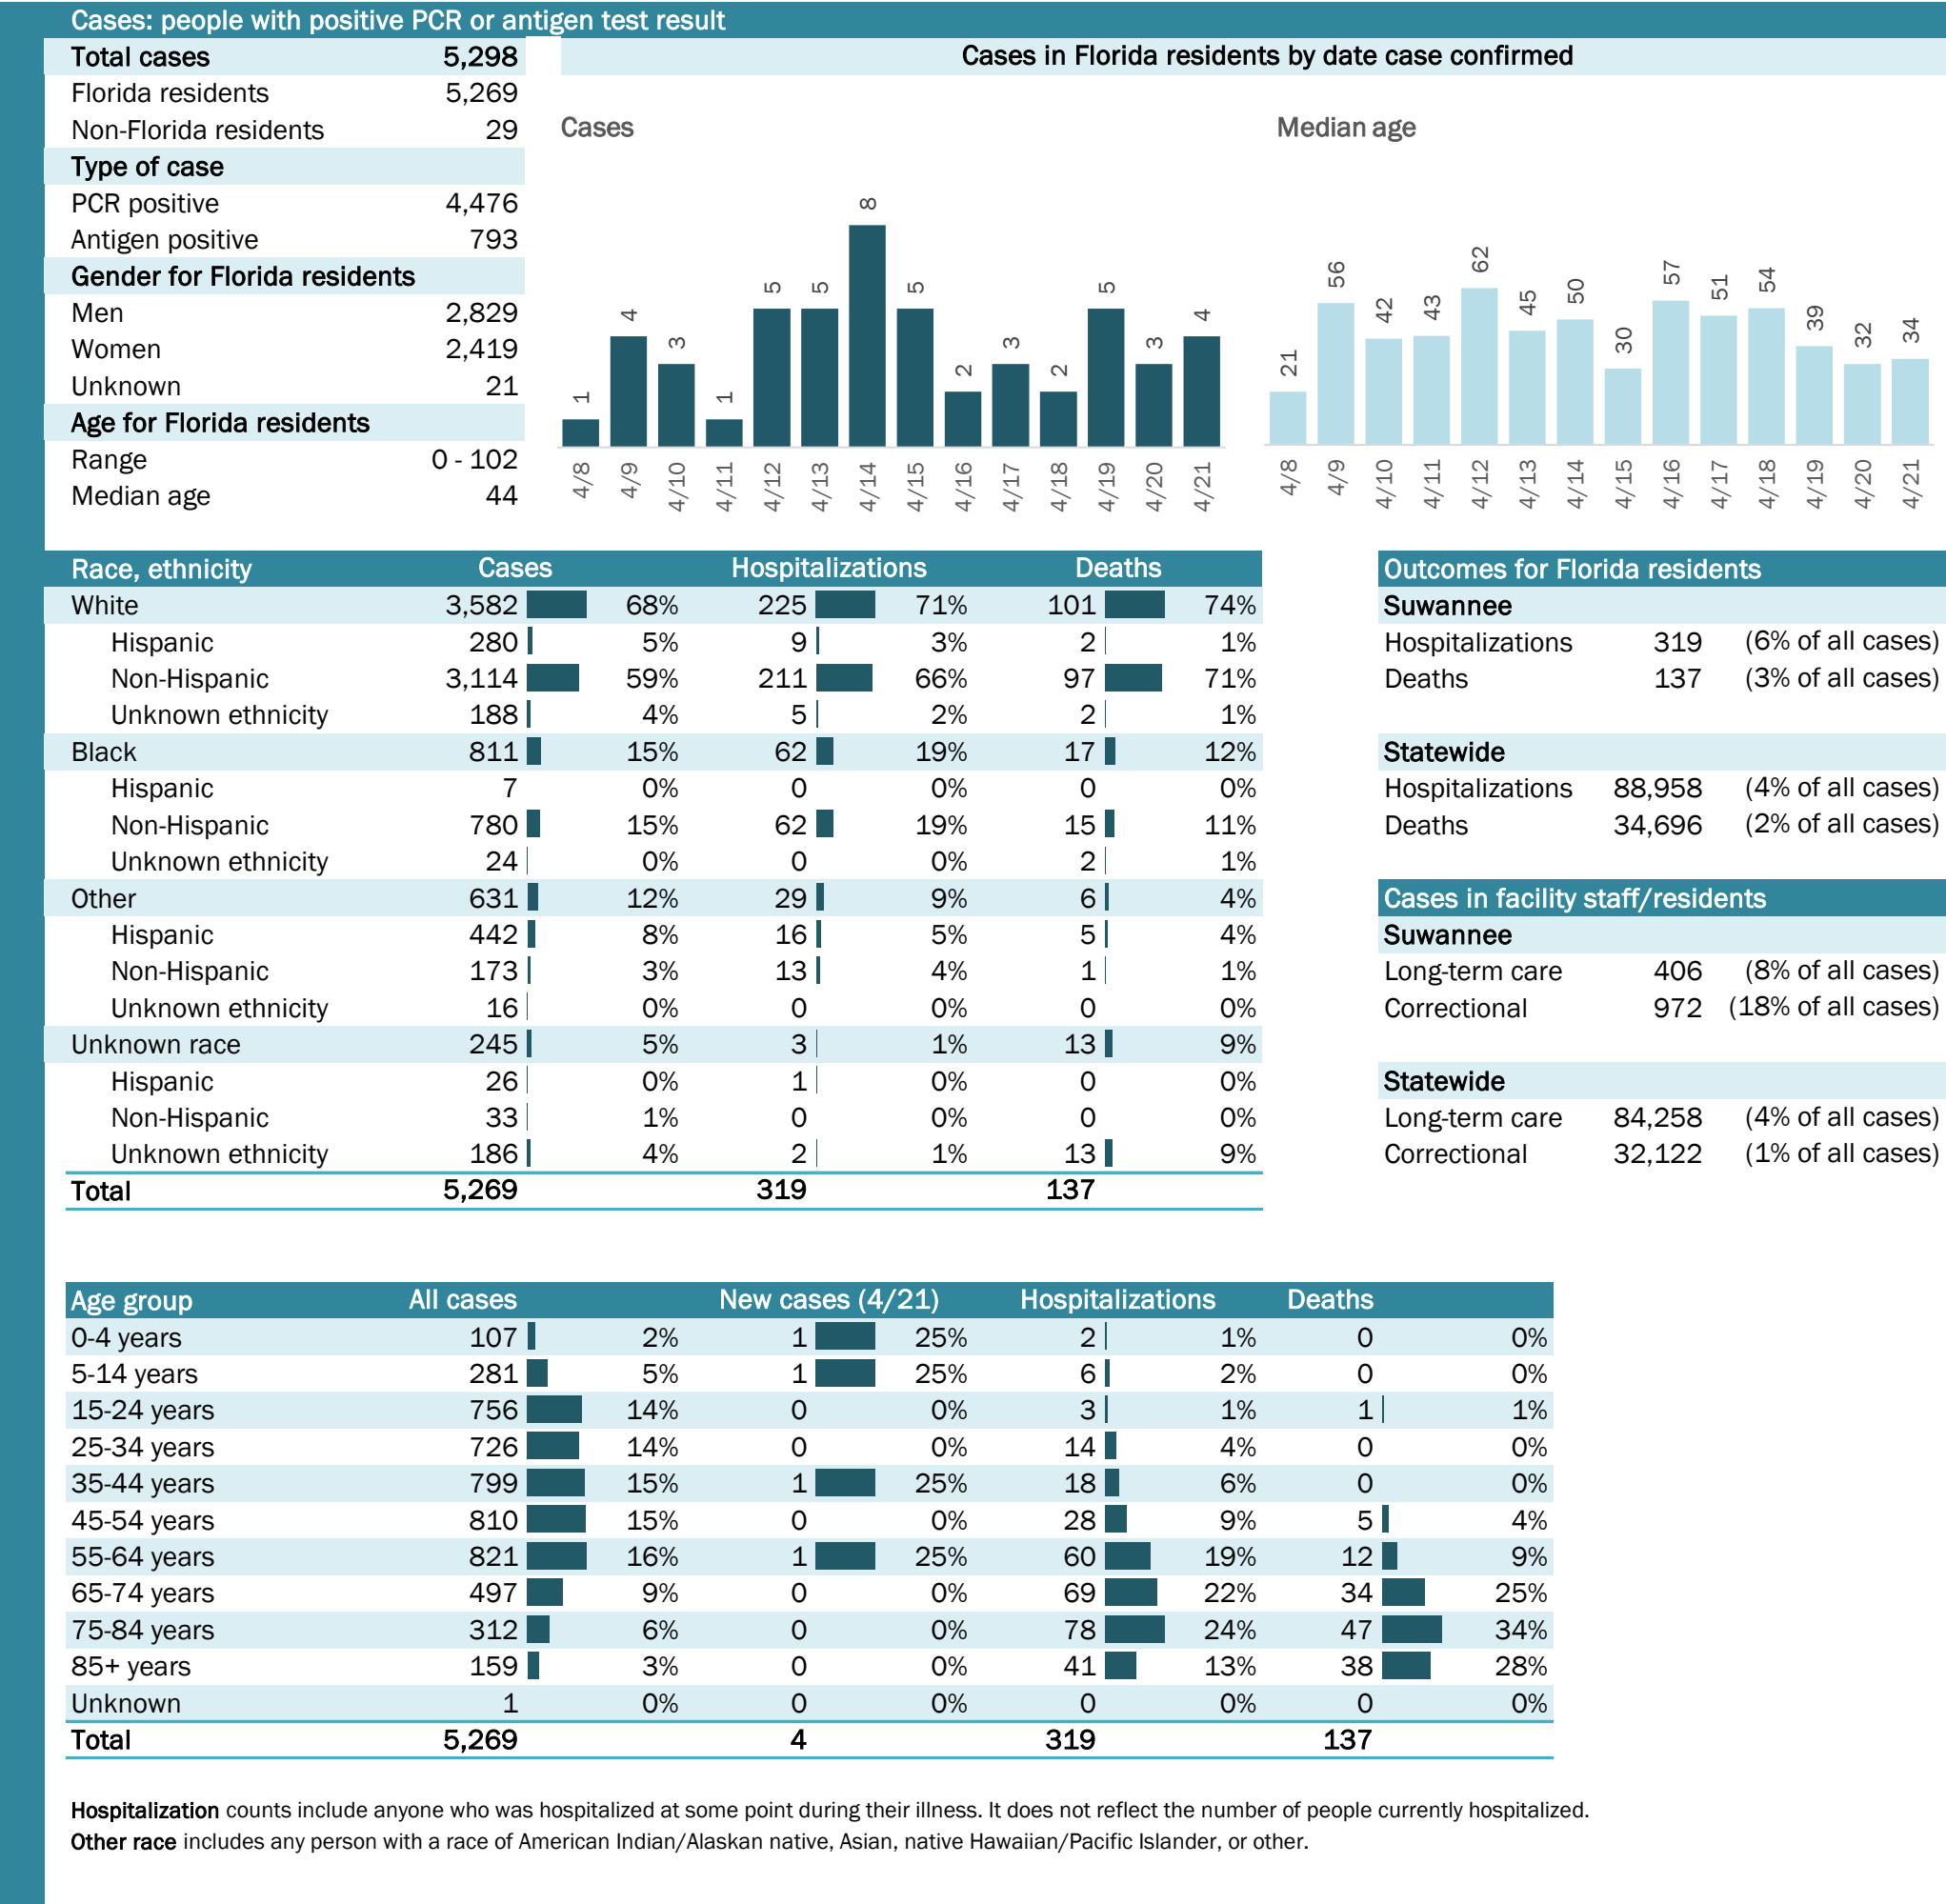 Cases: people with positive PCR or antigen test result
Total cases 5,298
Florida residents 5,269
Non-Florida residents 29
Type of case
PCR positive 4,476
Antigen positive 793
Gender for Florida residents
Men 2,829
Women 2,419
Unknown 21
Age for Florida residents
Range 0 - 102
Median age 44
Cases in Florida residents by date case confirmed
Cases
1 4 3 1 5 5 8 5 2 3 2 5 3 4
4/8 4/9 4/10 4/11 4/12 4/13 4/14 4/15 4/16 4/17 4/18 4/19 4/20 4/21
Median age
21 56 42 43 62 45 50 30 57 51 54 39 32 34
4/8 4/9 4/10 4/11 4/12 4/13 4/14 4/15 4/16 4/17 4/18 4/19 4/20 4/21
Race, ethnicity Cases Hospitalizations Deaths
White 3,582 68% 225 71% 101 74%
Hispanic 280 5% 9 3% 2 1%
Non-Hispanic 3,114 59% 211 66% 97 71%
Unknown ethnicity 188 4% 5 2% 2 1%
Black 811 15% 62 19% 17 12%
Hispanic 7 0% 0 0% 0 0%
Non-Hispanic 780 15% 62 19% 15 11%
Unknown ethnicity 24 0% 0 0% 2 1%
Other 631 12% 29 9% 6 4%
Hispanic 442 8% 16 5% 5 4%
Non-Hispanic 173 3% 13 4% 1 1%
Unknown ethnicity 16 0% 0 0% 0 0%
Unknown race 245 5% 3 1% 13 9%
Hispanic 26 0% 1 0% 0 0%
Non-Hispanic 33 1% 0 0% 0 0%
Unknown ethnicity 186 4% 2 1% 13 9%
Total 5,269 319 137
Outcomes for Florida residents
Suwannee
Hospitalizations 319 (6% of all cases)
Deaths 137 (3% of all cases)
Statewide
Hospitalizations 88,958 (4% of all cases)
Deaths 34,696 (2% of all cases)
Cases in facility staff/residents
Suwannee
Long-term care 406 (8% of all cases)
Correctional 972 (18% of all cases)
Statewide
Long-term care 84,258 (4% of all cases)
Correctional 32,122 (1% of all cases)
Age group All cases New cases (4/21) Hospitalizations Deaths
0-4 years 107 2% 1 25% 2 1% 0 0%
5-14 years 281 5% 1 25% 6 2% 0 0%
15-24 years 756 14% 0 0% 3 1% 1 1%
25-34 years 726 14% 0 0% 14 4% 0 0%
35-44 years 799 15% 1 25% 18 6% 0 0%
45-54 years 810 15% 0 0% 28 9% 5 4%
55-64 years 821 16% 1 25% 60 19% 12 9%
65-74 years 497 9% 0 0% 69 22% 34 25%
75-84 years 312 6% 0 0% 78 24% 47 34%
85+ years 159 3% 0 0% 41 13% 38 28%
Unknown 1 0% 0 0% 0 0% 0 0%
Total 5,269 4 319 137
Hospitalization counts include anyone who was hospitalized at some point during their illness. It does not reflect the number of people currently hospitalized.
Other race includes any person with a race of American Indian/Alaskan native, Asian, native Hawaiian/Pacific Islander, or other.